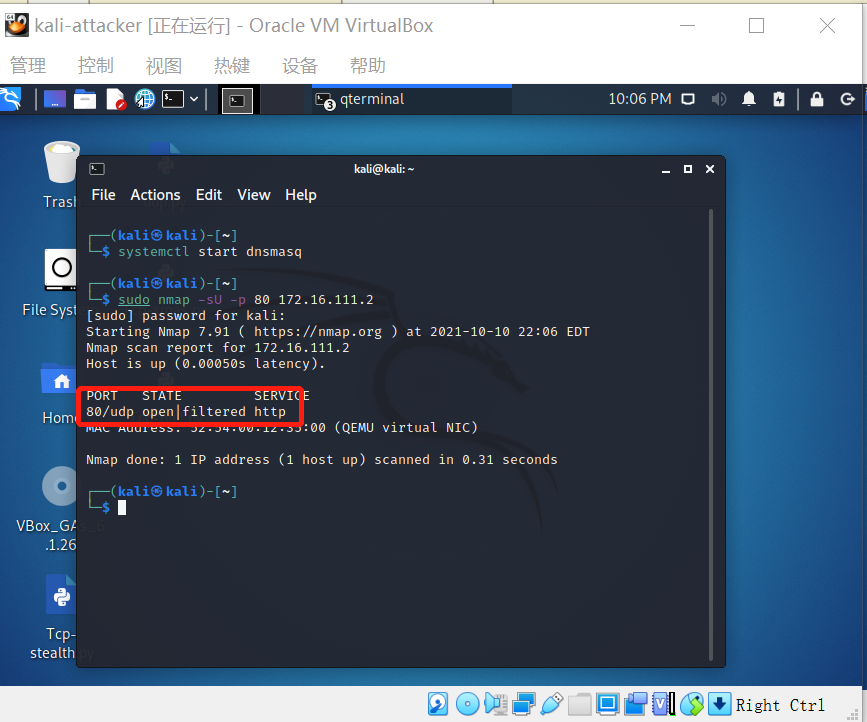 kali-attacker [正在运行] - Oracle VM VirtualBox
管理 控制 视图 热键 设备 帮助
3 qterminal 10:06 PM
Trash
File Syst
Home
VBox_GA
.1.26
Tcp-
stealth.py
kali@kali: ~
File Actions Edit View Help
┌──(kali㉿kali)-[~]
└─$ systemctl start dnsmasq
┌──(kali㉿kali)-[~]
└─$ sudo nmap -sU -p 80 172.16.111.2
[sudo] password for kali:
Starting Nmap 7.91 ( https://nmap.org ) at 2021-10-10 22:06 EDT
Nmap scan report for 172.16.111.2
Host is up (0.00050s latency).
PORT STATE SERVICE
80/udp open|filtered http
MAC Address: 52:54:00:12:35:00 (QEMU virtual NIC)
Nmap done: 1 IP address (1 host up) scanned in 0.31 seconds
┌──(kali㉿kali)-[~]
└─$
Right Ctrl